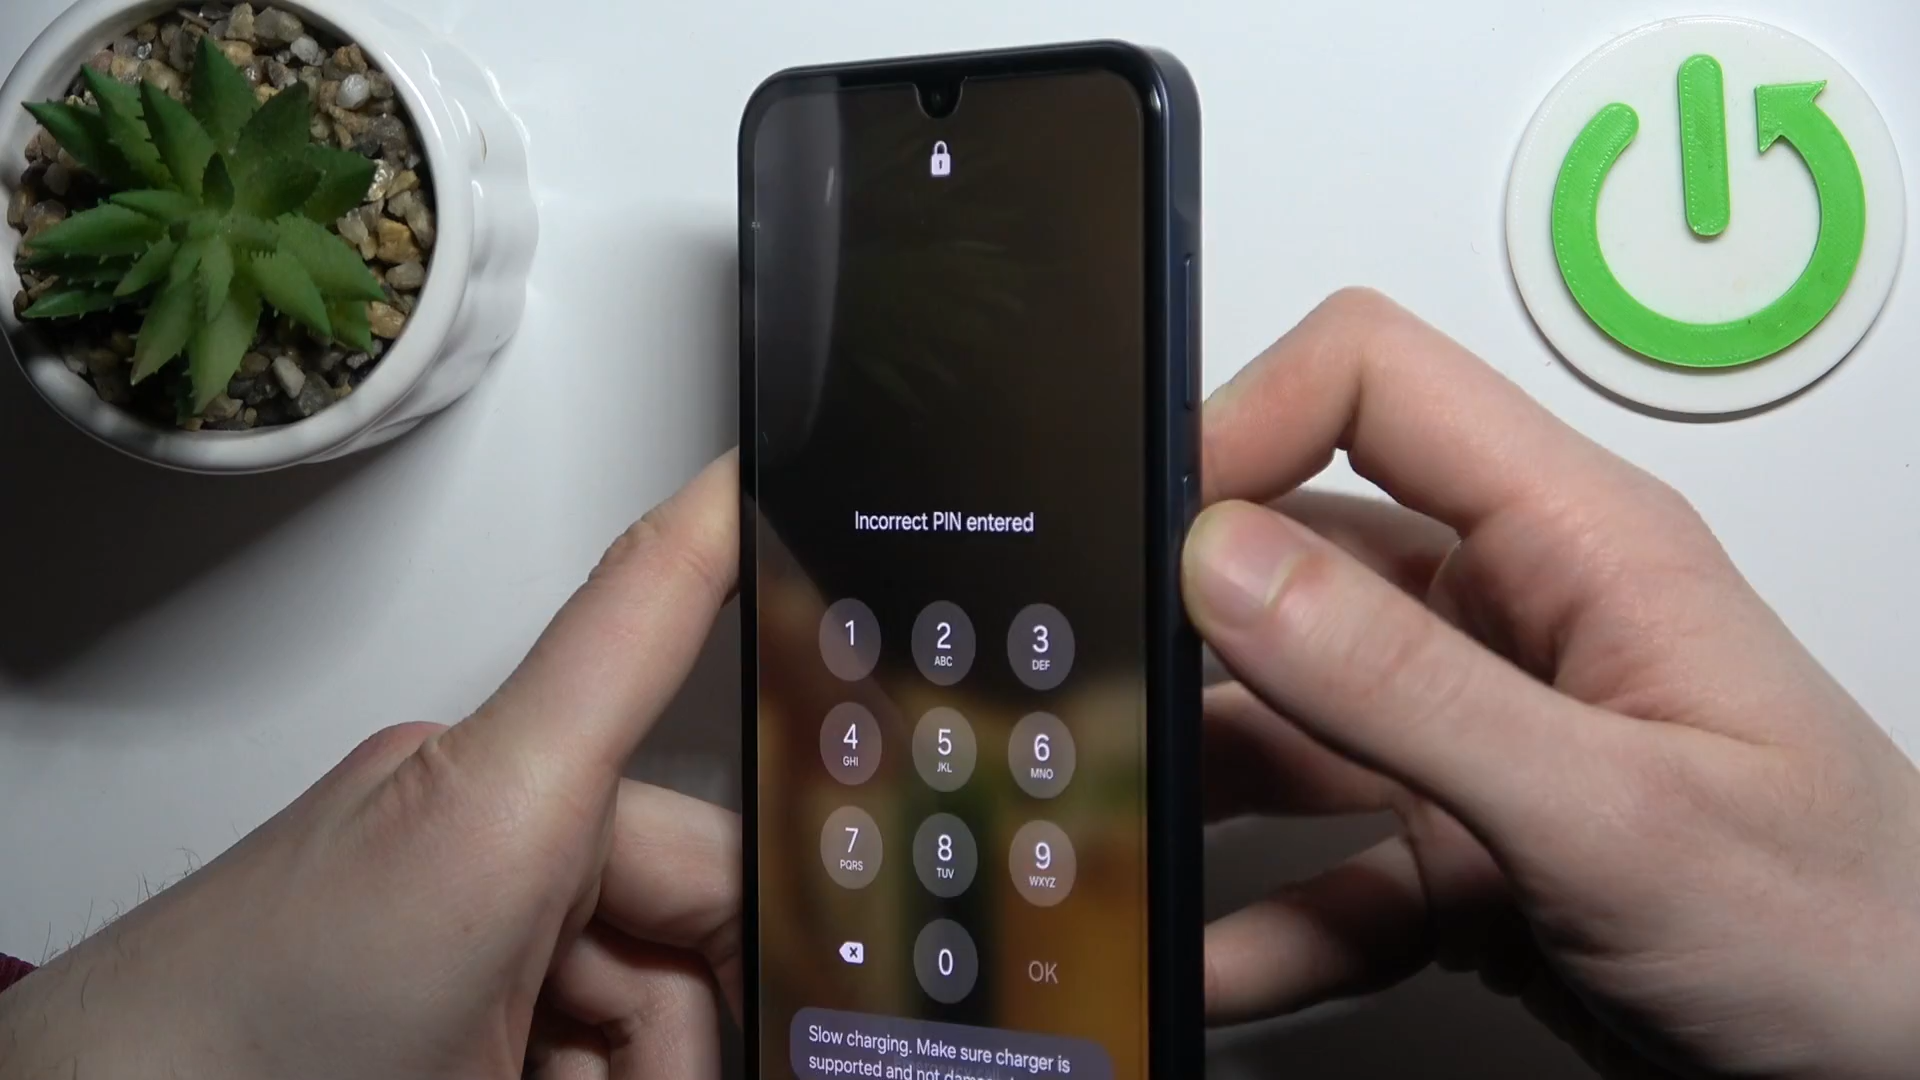 Incorrect PIN entered
1 2 3
ABC DEF
4 5 6
GHI JKL MNO
7 8 9
PQRS TUV WXYZ
0 OK
Slow charging. Make sure charger is
supported and not